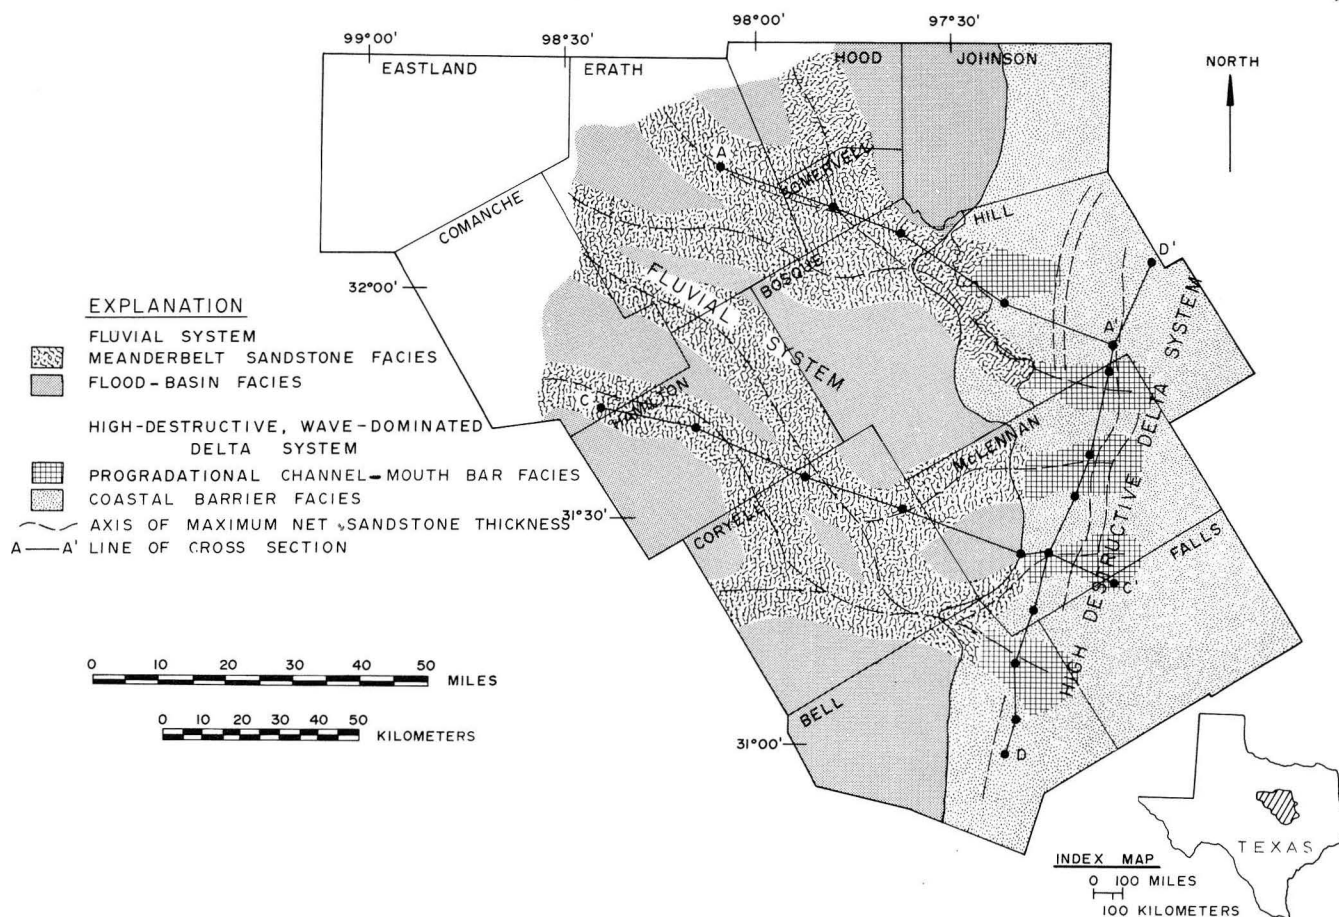 99°00'
98°30'
98°00'
97°30'
EASTLAND
ERATH
HOOD
JOHNSON
NORTH
A
SOMERVELL
COMANCHE
HILL
D'
BOSQUE
32°00'
FLUVIAL
SYSTEM
A'
EXPLANATION
FLUVIAL SYSTEM
MEANDERBELT SANDSTONE FACIES
FLOOD-BASIN FACIES
HIGH-DESTRUCTIVE, WAVE-DOMINATED
DELTA SYSTEM
PROGRADATIONAL CHANNEL-MOUTH BAR FACIES
COASTAL BARRIER FACIES
AXIS OF MAXIMUM NET SANDSTONE THICKNESS
A—A' LINE OF CROSS SECTION
C
HAMILTON
McLENNAN
31°30'
CORYELL
FALLS
C'
HIGH DESTRUCTIVE DELTA SYSTEM
BELL
31°00'
D
0 10 20 30 40 50
MILES
0 10 20 30 40 50
KILOMETERS
TEXAS
INDEX MAP
0 100 MILES
100 KILOMETERS